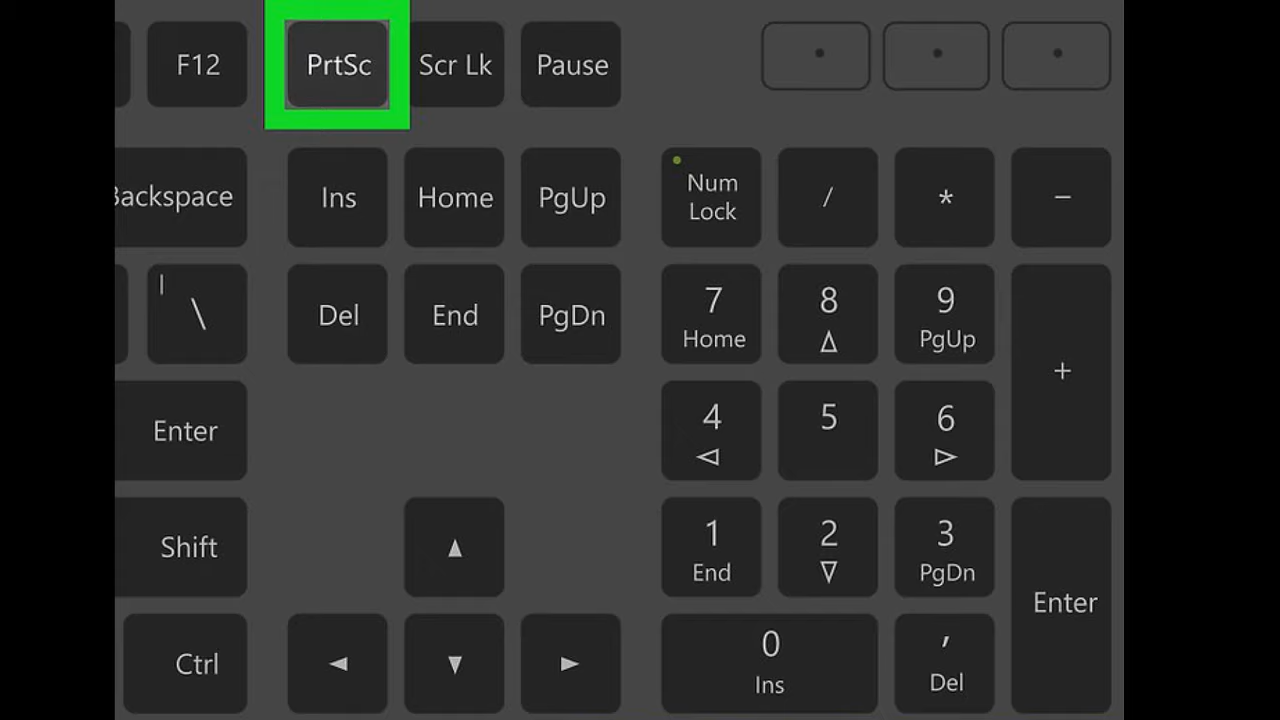 F12 PrtSc Scr Lk Pause
Backspace Ins Home PgUp Num Lock / * −
| \ Del End PgDn 7 Home 8 9 PgUp +
Enter 4 5 6
Shift 1 End 2 3 PgDn Enter
Ctrl 0 Ins , Del